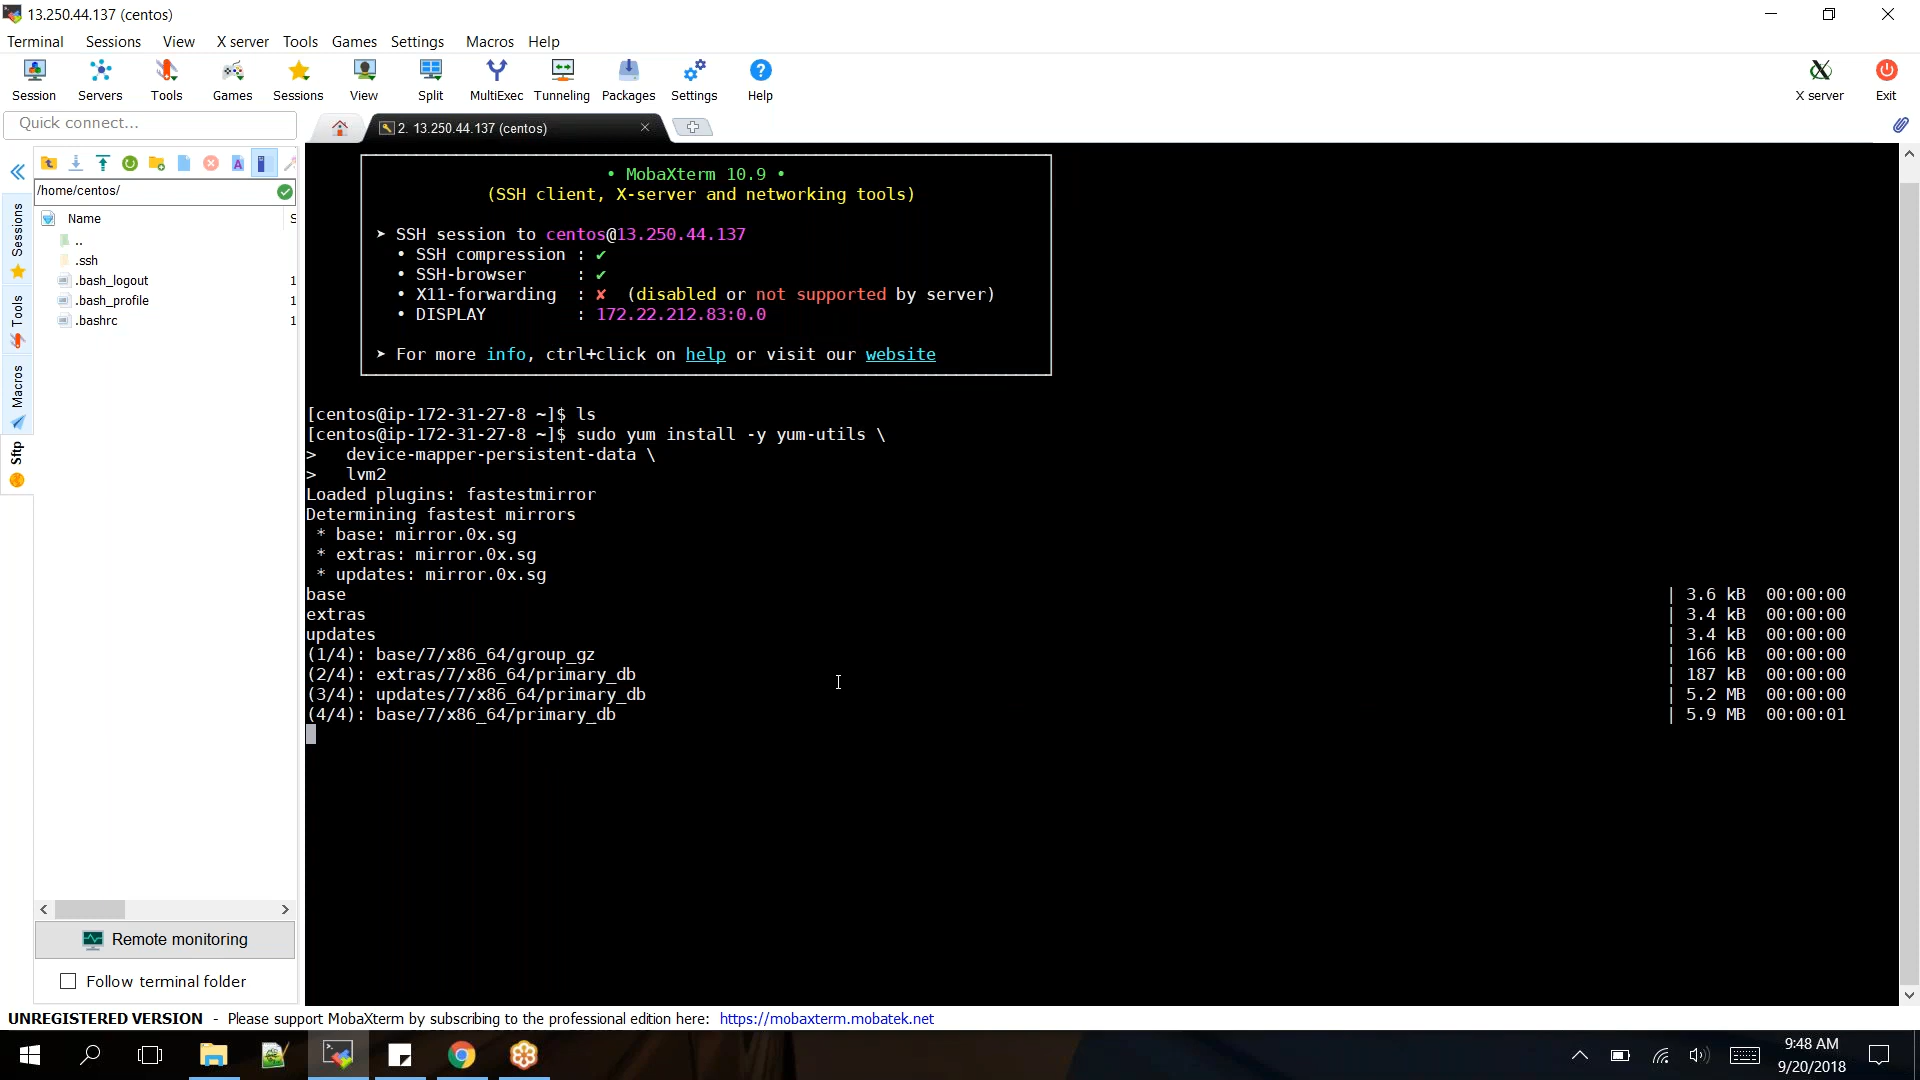 13.250.44.137 (centos)
Terminal Sessions View X server Tools Games Settings Macros Help
Session Servers Tools Games Sessions View Split MultiExec Tunneling Packages Settings Help X server Exit
Quick connect...
2. 13.250.44.137 (centos)
/home/centos/
Name S
..
.ssh
.bash_logout 1
.bash_profile 1
.bashrc 1
Sessions
Tools
Macros
Sftp
• MobaXterm 10.9 •
(SSH client, X-server and networking tools)
➤ SSH session to centos@13.250.44.137
• SSH compression : ✔
• SSH-browser : ✔
• X11-forwarding : ✘ (disabled or not supported by server)
• DISPLAY : 172.22.212.83:0.0
➤ For more info, ctrl+click on help or visit our website
[centos@ip-172-31-27-8 ~]$ ls
[centos@ip-172-31-27-8 ~]$ sudo yum install -y yum-utils \
> device-mapper-persistent-data \
> lvm2
Loaded plugins: fastestmirror
Determining fastest mirrors
* base: mirror.0x.sg
* extras: mirror.0x.sg
* updates: mirror.0x.sg
base | 3.6 kB 00:00:00
extras | 3.4 kB 00:00:00
updates | 3.4 kB 00:00:00
(1/4): base/7/x86_64/group_gz | 166 kB 00:00:00
(2/4): extras/7/x86_64/primary_db | 187 kB 00:00:00
(3/4): updates/7/x86_64/primary_db | 5.2 MB 00:00:00
(4/4): base/7/x86_64/primary_db | 5.9 MB 00:00:01
Remote monitoring
Follow terminal folder
UNREGISTERED VERSION - Please support MobaXterm by subscribing to the professional edition here: https://mobaxterm.mobatek.net
9:48 AM
9/20/2018